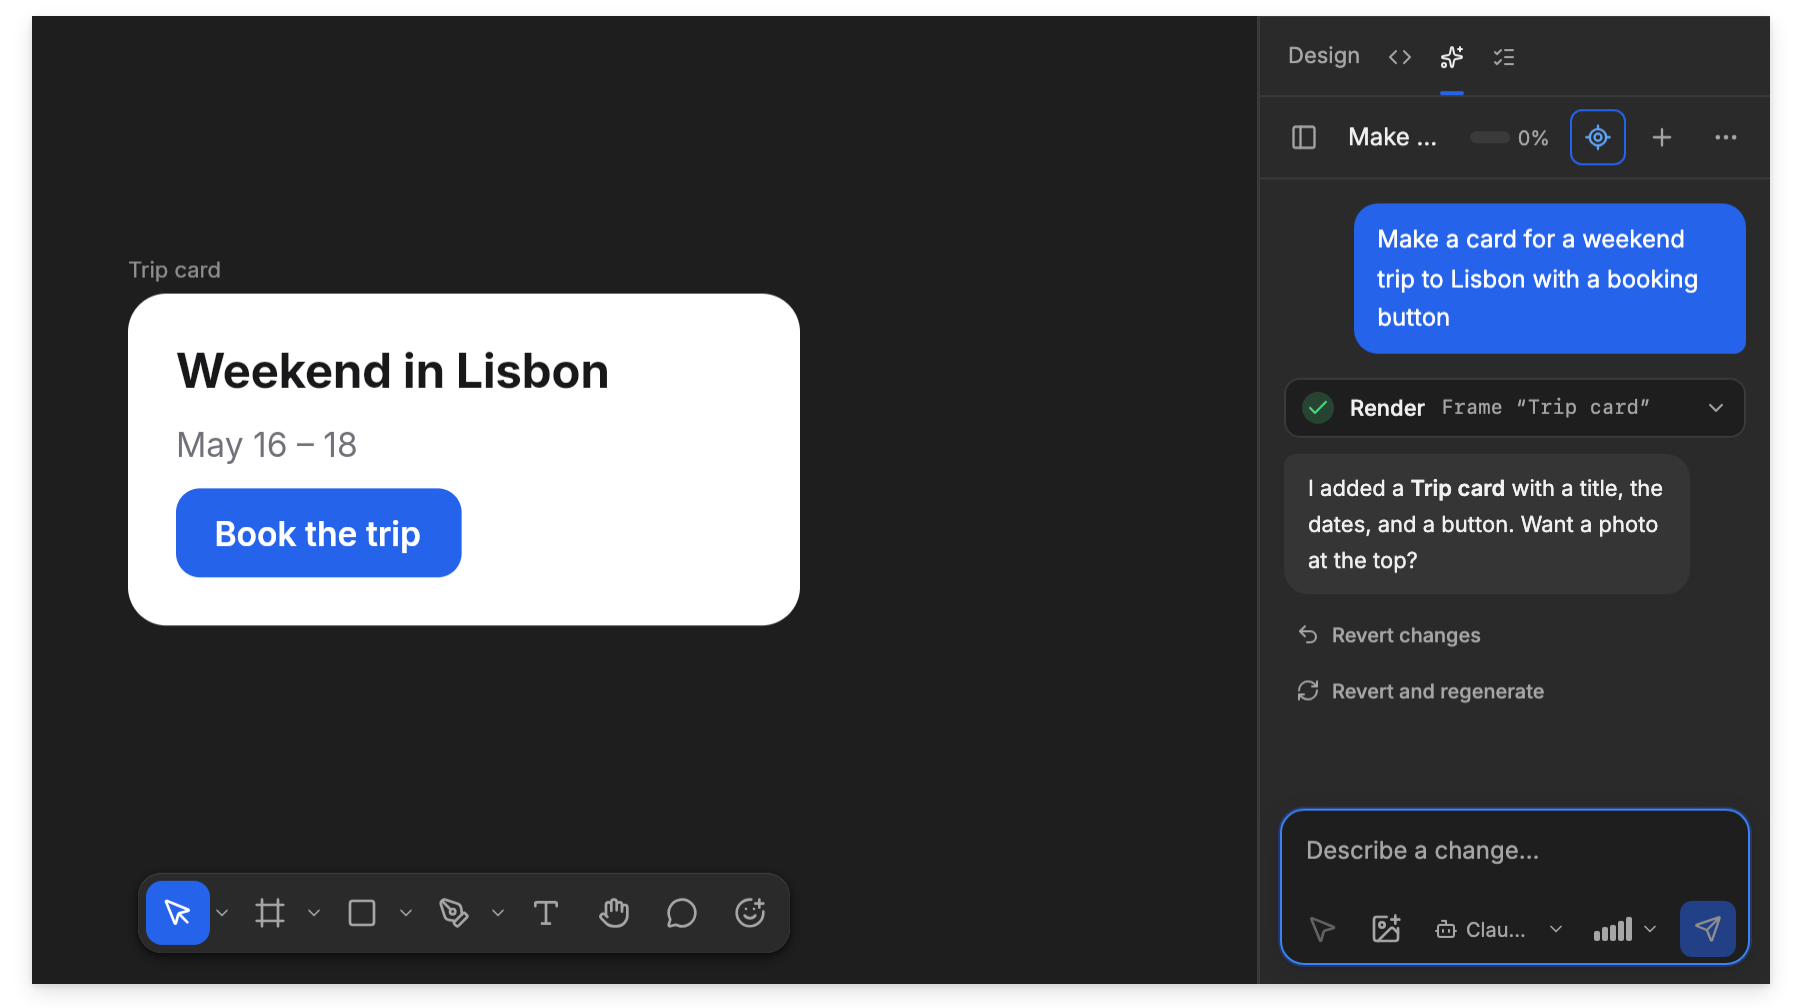 Design
Make ...
0%
Make a card for a weekend
trip to Lisbon with a booking
button
Trip card
Weekend in Lisbon
May 16 – 18
Book the trip
Render Frame “Trip card”
I added a Trip card with a title, the
dates, and a button. Want a photo
at the top?
Revert changes
Revert and regenerate
Describe a change...
Clau...